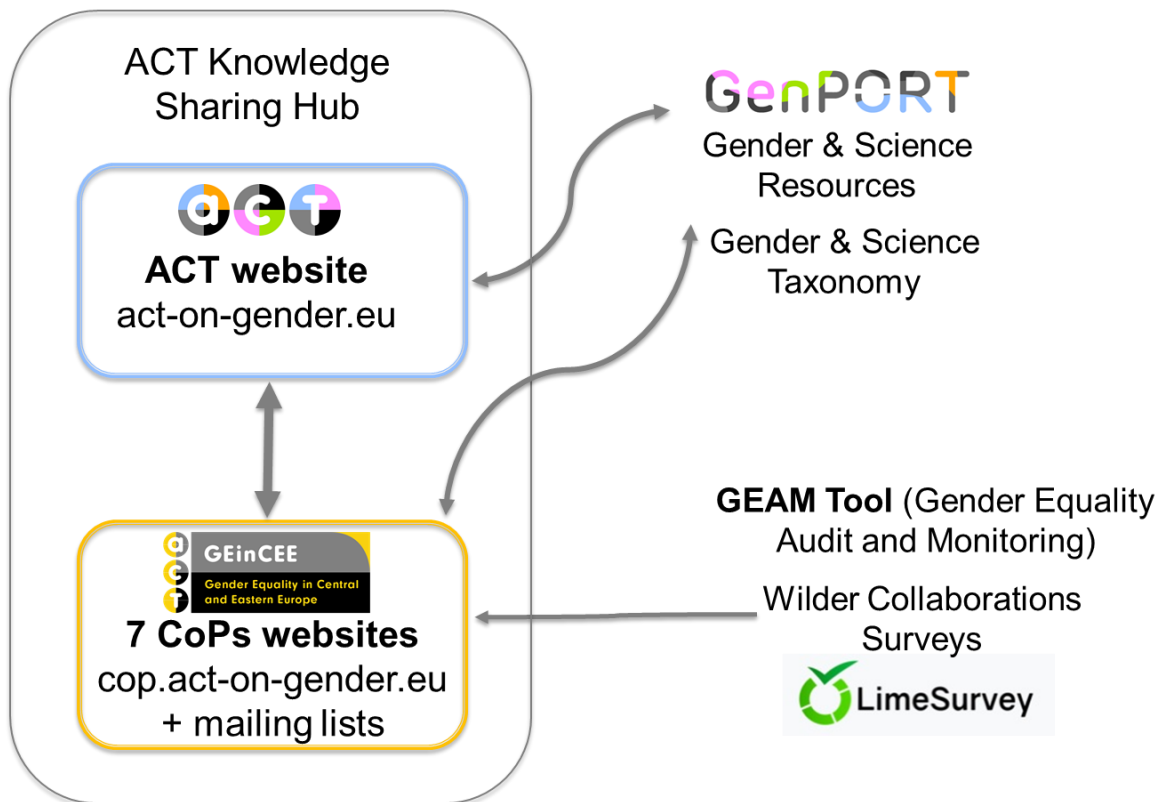 ACT Knowledge
Sharing Hub
act
ACT website
act-on-gender.eu
act
GEinCEE
Gender Equality in Central
and Eastern Europe
7 CoPs websites
cop.act-on-gender.eu
+ mailing lists
GenPORT
Gender & Science
Resources
Gender & Science
Taxonomy
GEAM Tool (Gender Equality
Audit and Monitoring)
Wilder Collaborations
Surveys
LimeSurvey